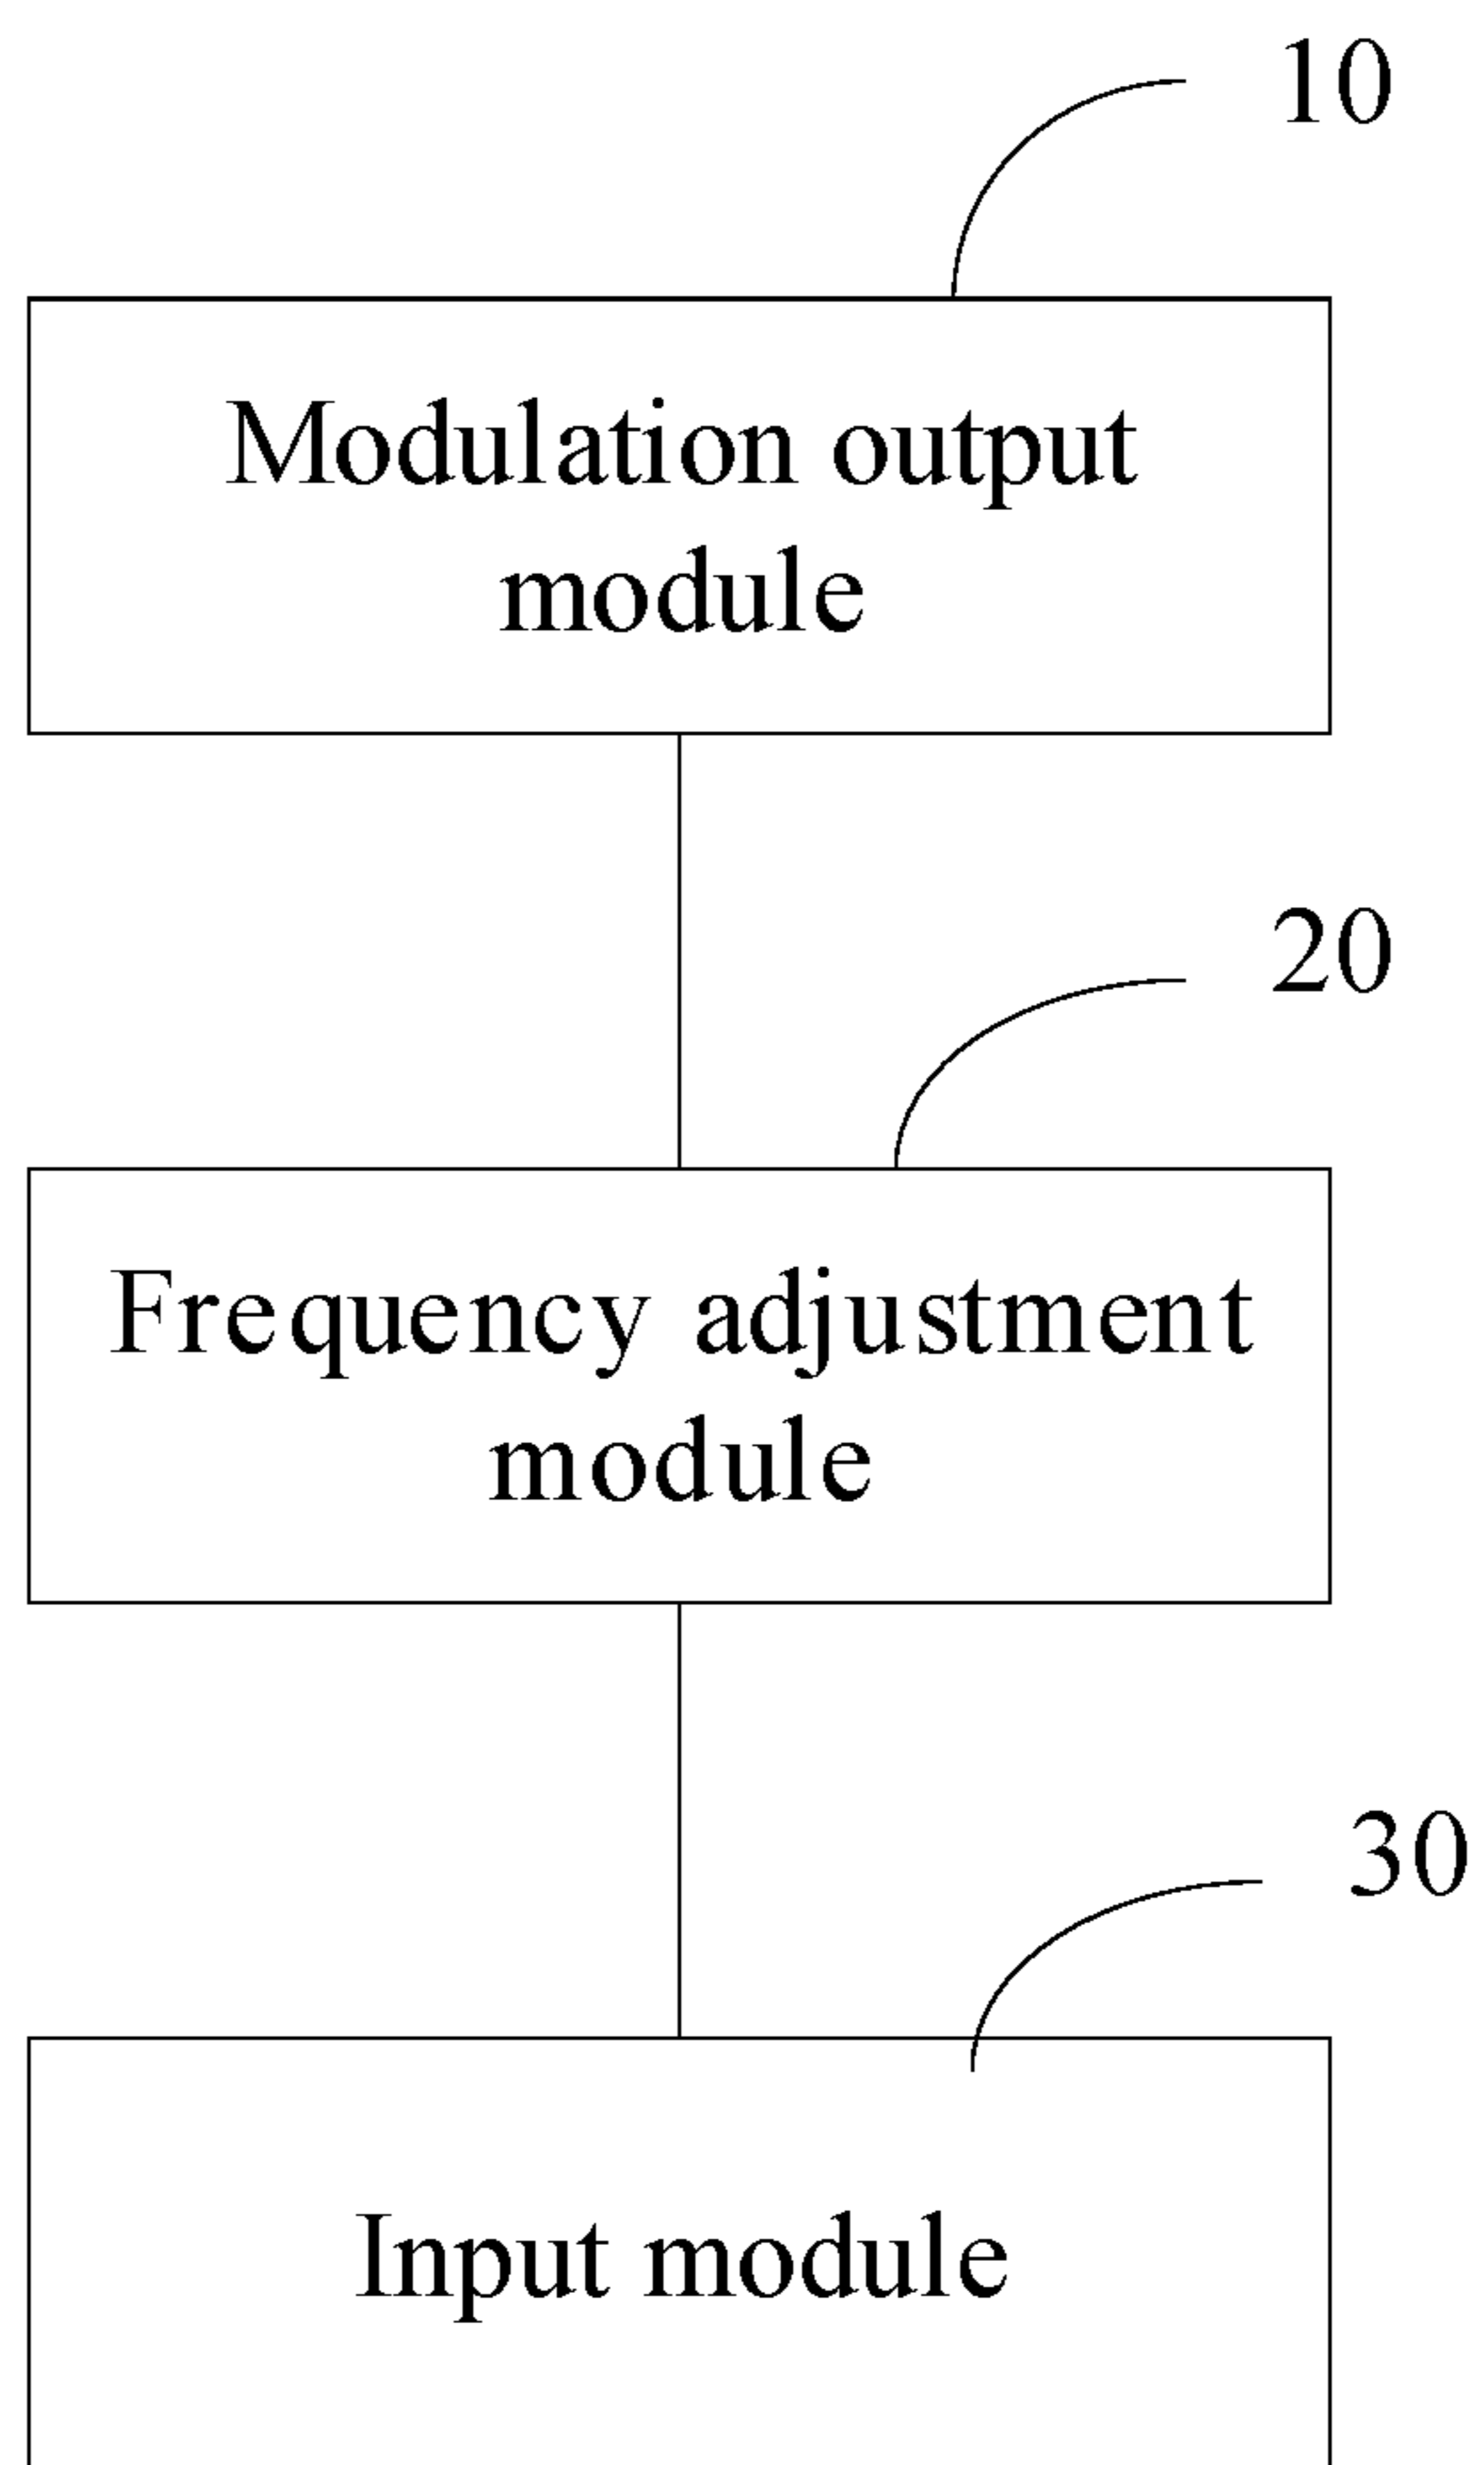 10
Modulation output
module
20
Frequency adjustment
module
30
Input module